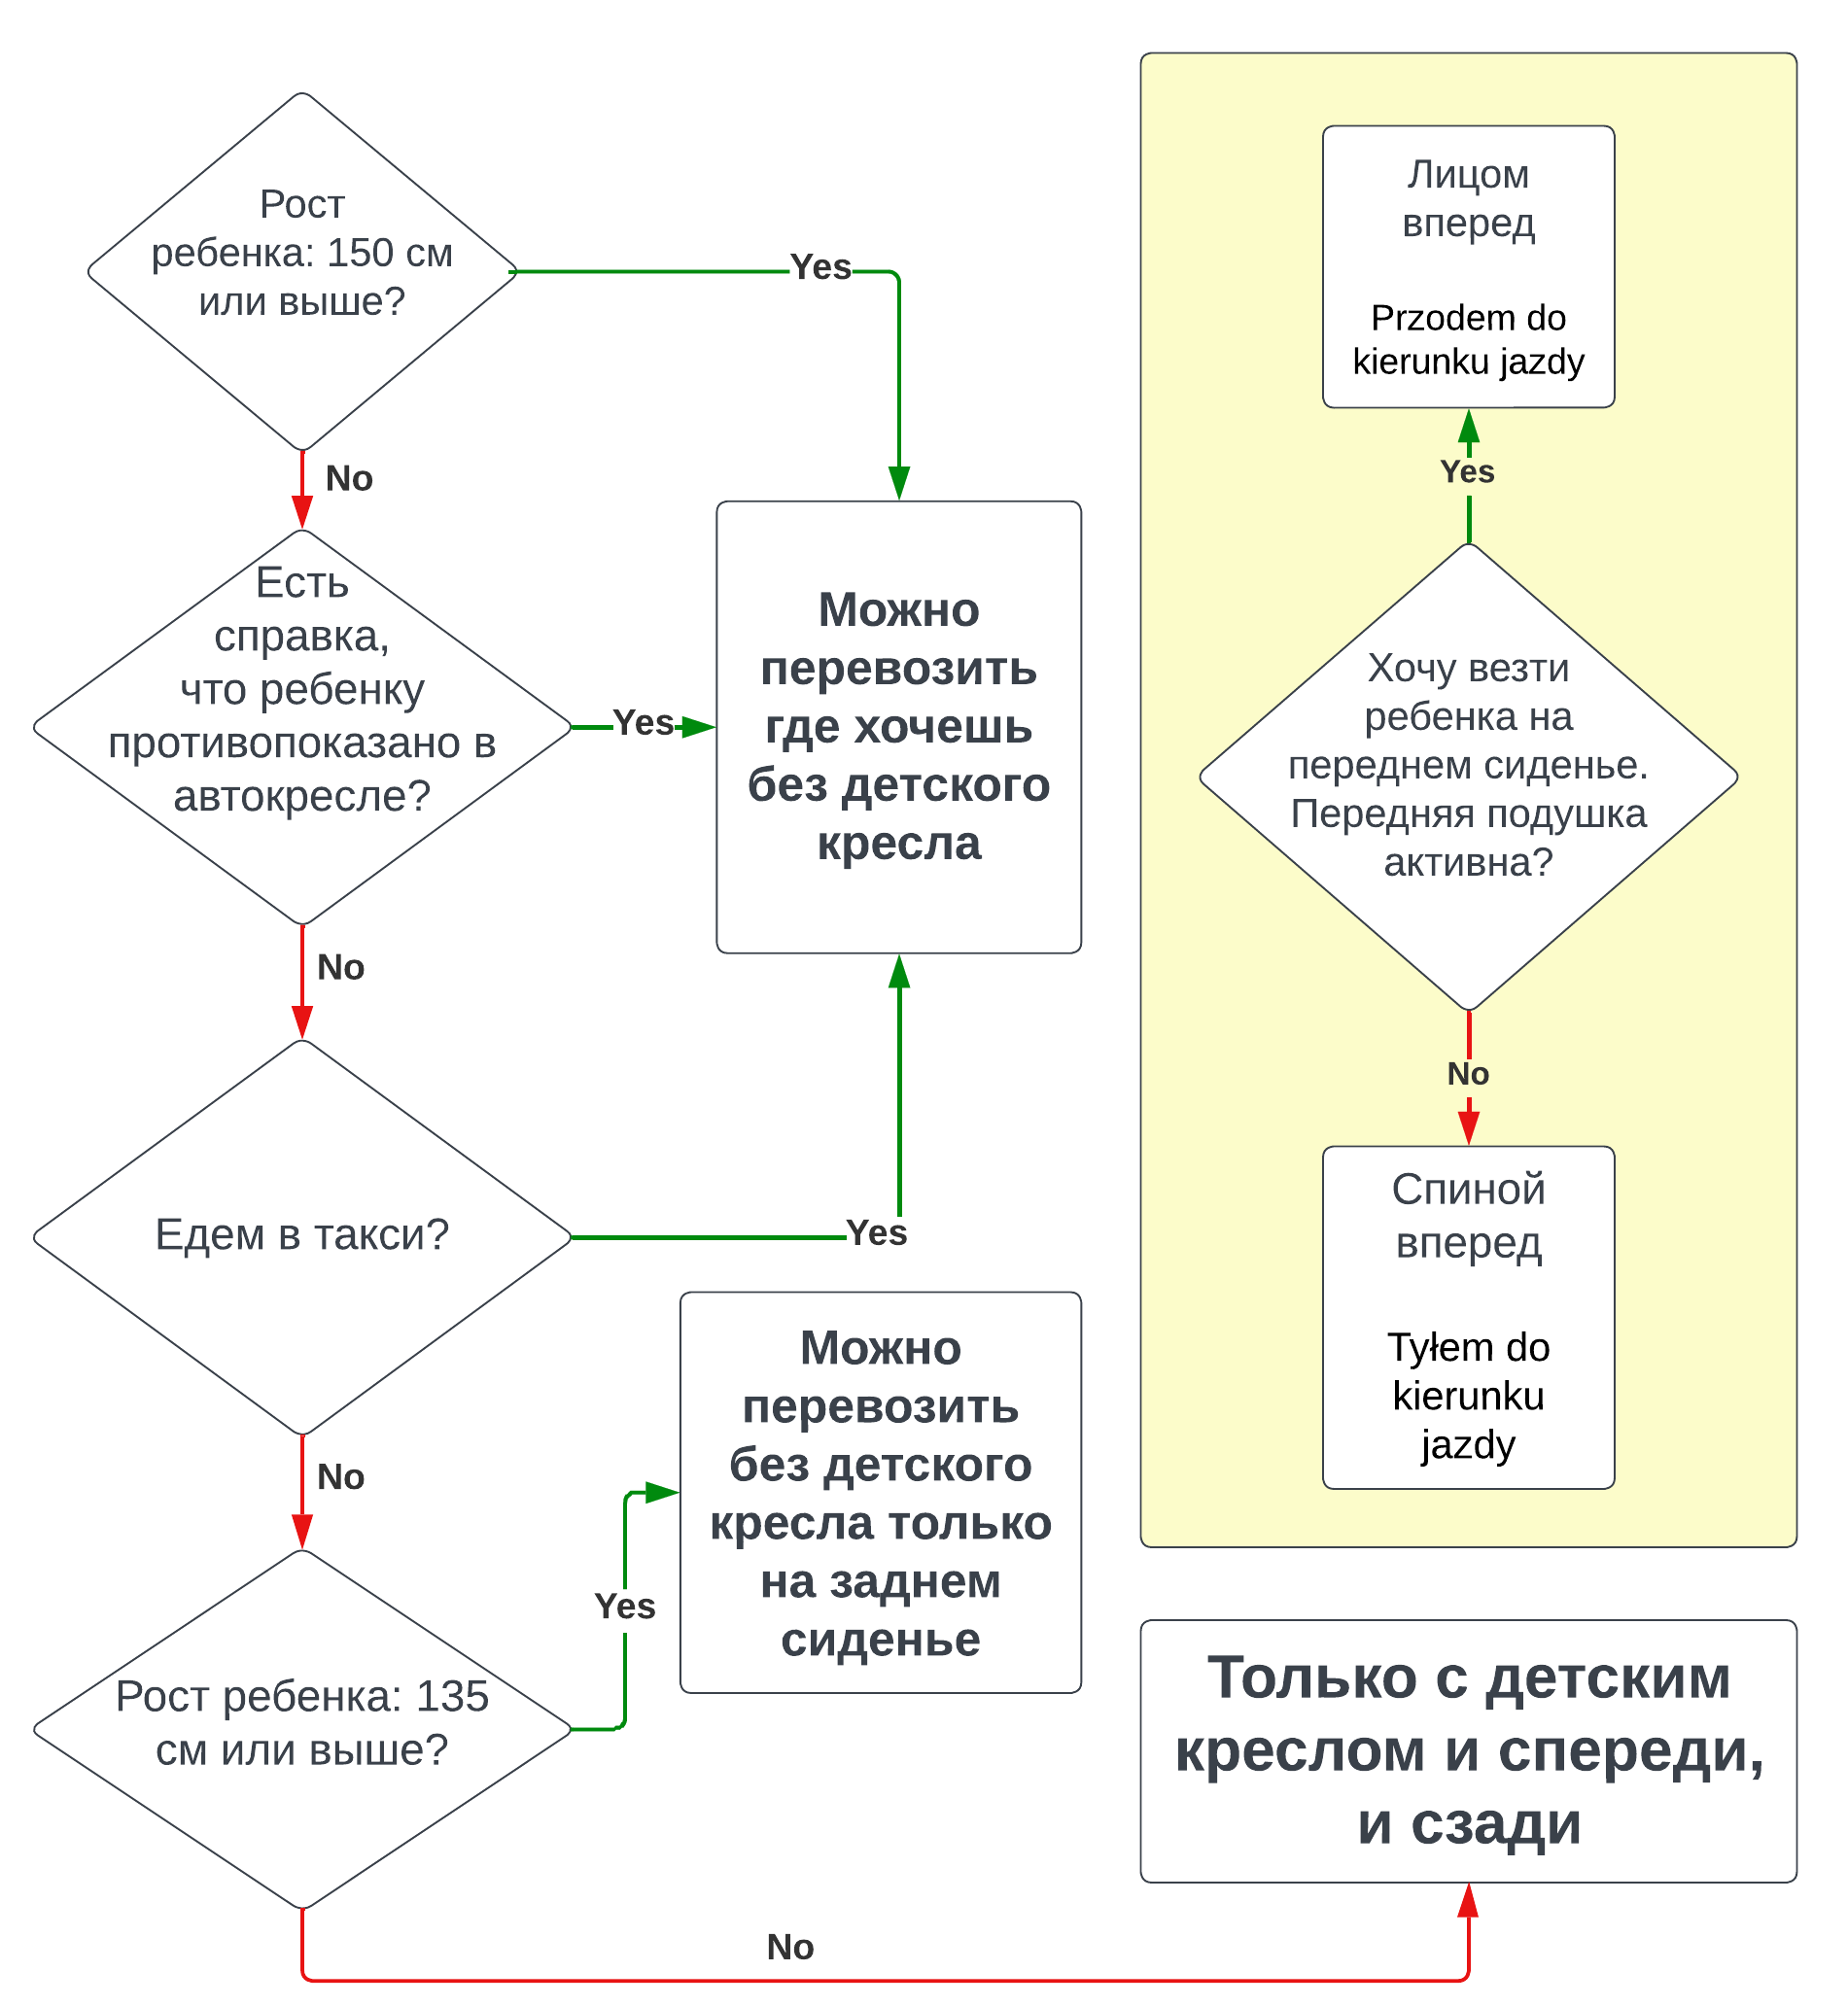 Рост
ребенка: 150 см
или выше?
Yes
No
Есть
справка,
что ребенку
противопоказано в
автокресле?
Yes
No
Можно
перевозить
где хочешь
без детского
кресла
Едем в такси?
Yes
No
Рост ребенка: 135
см или выше?
Yes
No
Можно
перевозить
без детского
кресла только
на заднем
сиденье
Лицом
вперед
Przodem do
kierunku jazdy
Yes
Хочу везти
ребенка на
переднем сиденье.
Передняя подушка
активна?
No
Спиной
вперед
Tyłem do
kierunku
jazdy
Только с детским
креслом и спереди,
и сзади